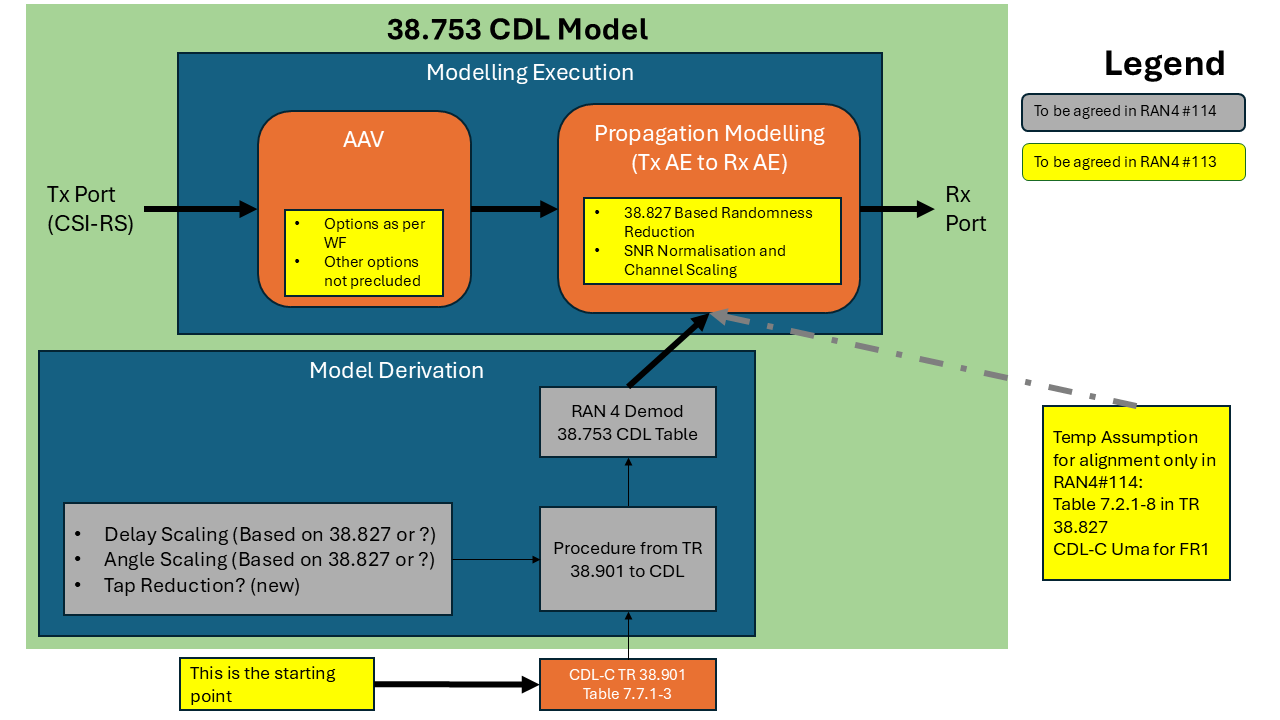 38.753 CDL Model
Modelling Execution
AAV
• Options as per
WF
• Other options
not precluded
Propagation Modelling
(Tx AE to Rx AE)
• 38.827 Based Randomness
Reduction
• SNR Normalisation and
Channel Scaling
Tx Port
(CSI-RS)
Rx
Port
Legend
To be agreed in RAN4 #114
To be agreed in RAN4 #113
Model Derivation
RAN 4 Demod
38.753 CDL Table
• Delay Scaling (Based on 38.827 or ?)
• Angle Scaling (Based on 38.827 or ?)
• Tap Reduction? (new)
Procedure from TR
38.901 to CDL
Temp Assumption
for alignment only in
RAN4#114:
Table 7.2.1-8 in TR
38.827
CDL-C Uma for FR1
This is the starting
point
CDL-C TR 38.901
Table 7.7.1-3